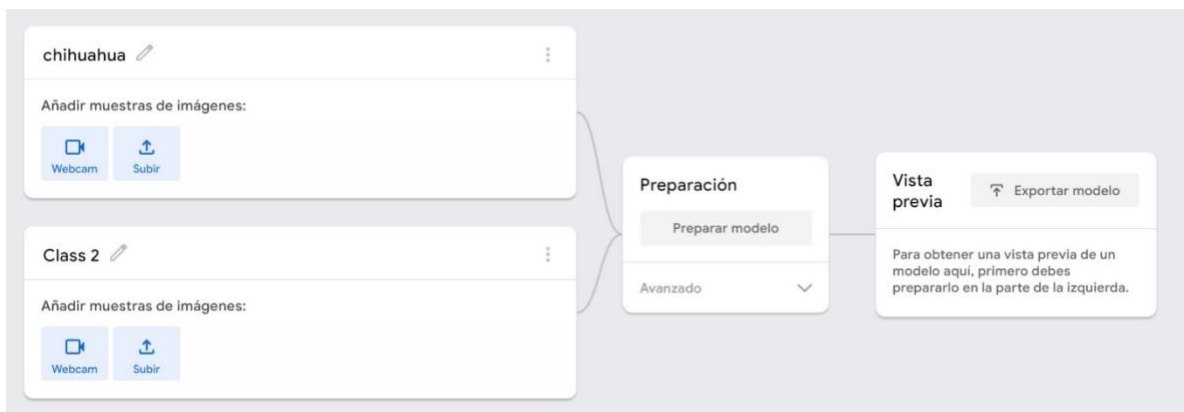 chihuahua
Añadir muestras de imágenes:
Webcam
Subir
Class 2
Añadir muestras de imágenes:
Webcam
Subir
Preparación
Preparar modelo
Avanzado
Vista
previa
Exportar modelo
Para obtener una vista previa de un
modelo aquí, primero debes
prepararlo en la parte de la izquierda.